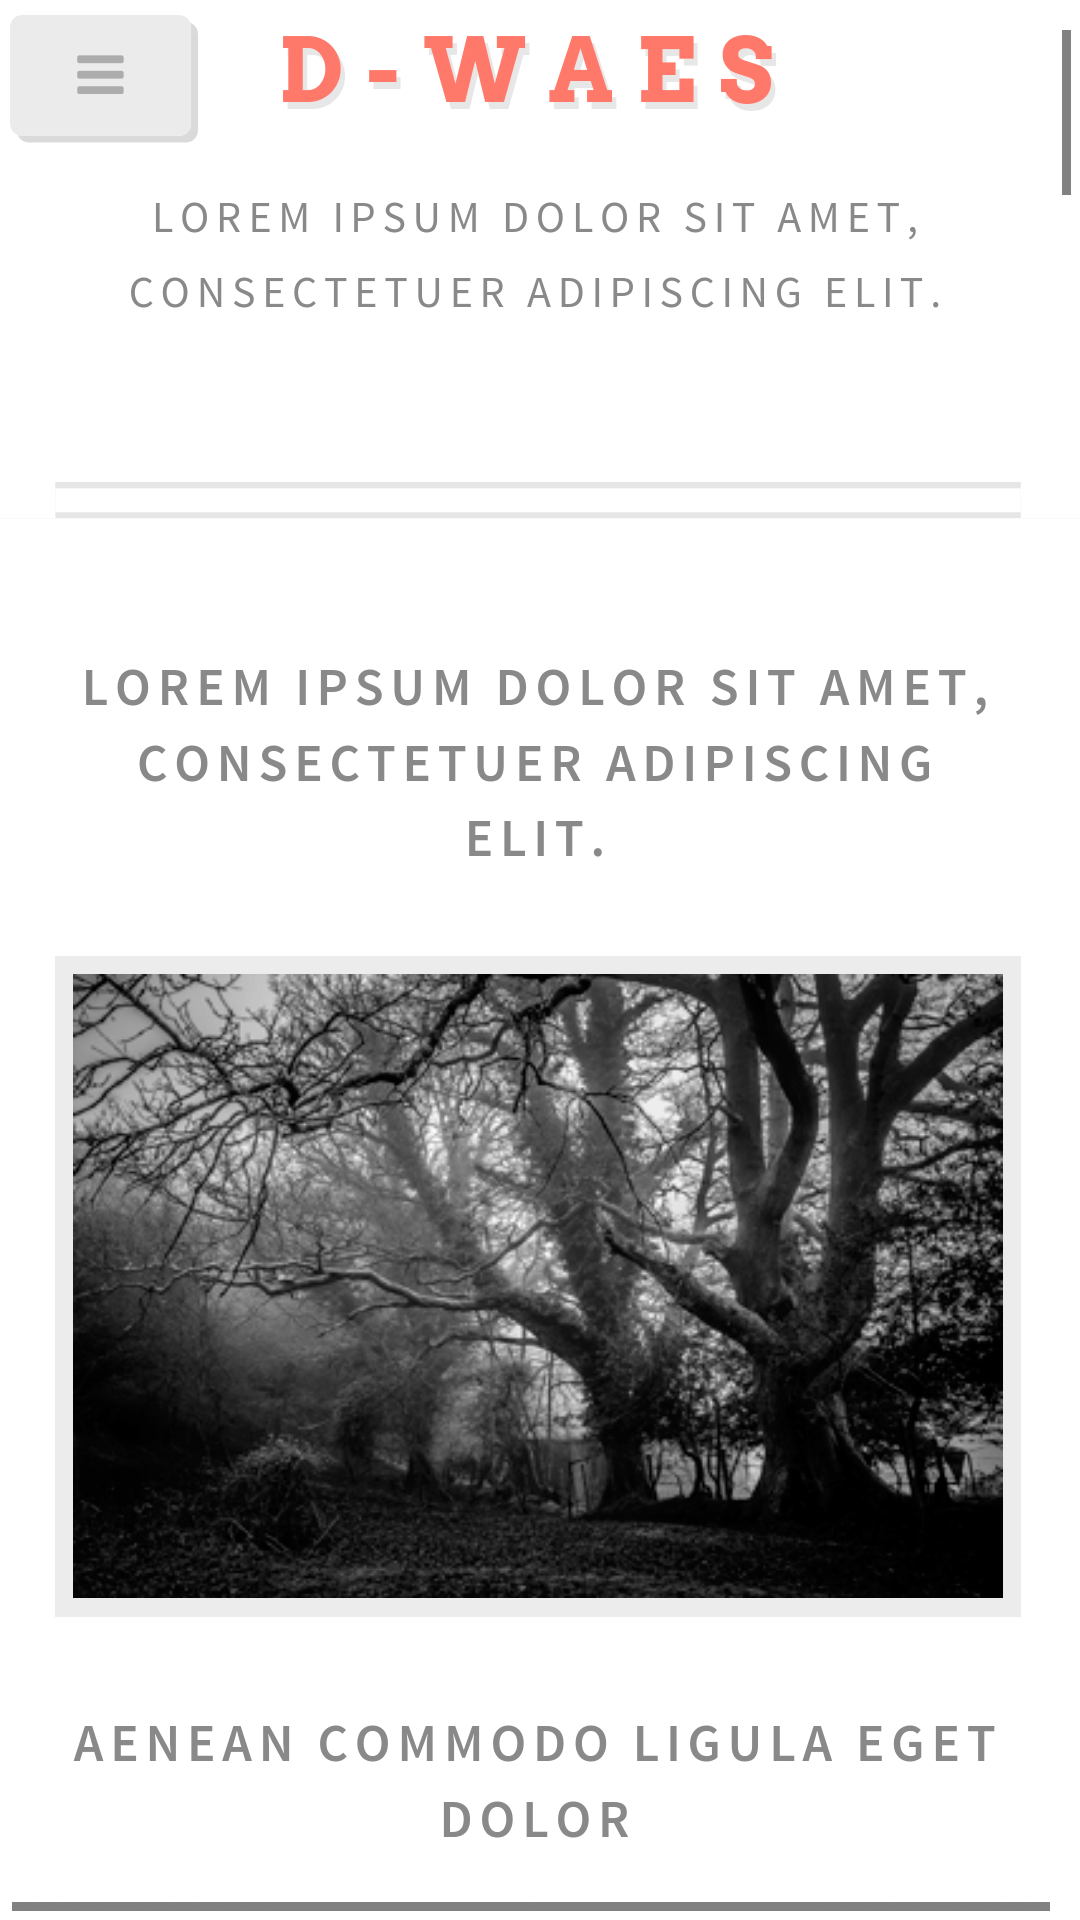 D-WAES
LOREM IPSUM DOLOR SIT AMET,
CONSECTETUER ADIPISCING ELIT.
LOREM IPSUM DOLOR SIT AMET,
CONSECTETUER ADIPISCING
ELIT.
AENEAN COMMODO LIGULA EGET
DOLOR